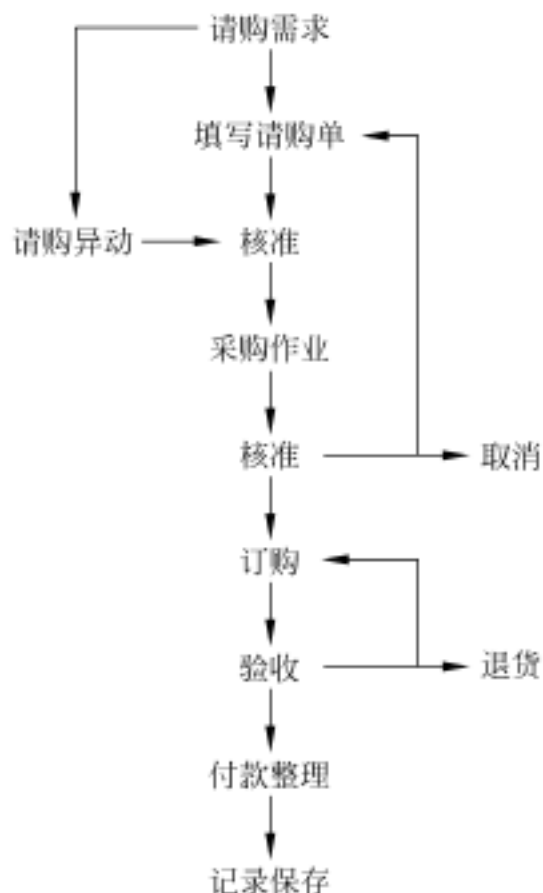 请购需求
填写请购单
请购异动
核准
采购作业
核准
取消
订购
验收
退货
付款整理
记录保存